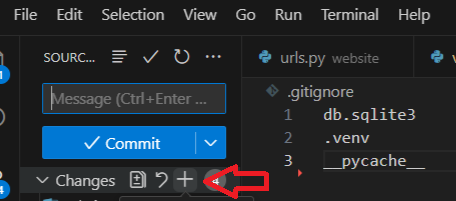 File Edit Selection View Go Run Terminal Help
SOURC...
urls.py website
Message (Ctrl+Enter ...
.gitignore
1 db.sqlite3
2 .venv
3 __pycache__
Commit
Changes 4